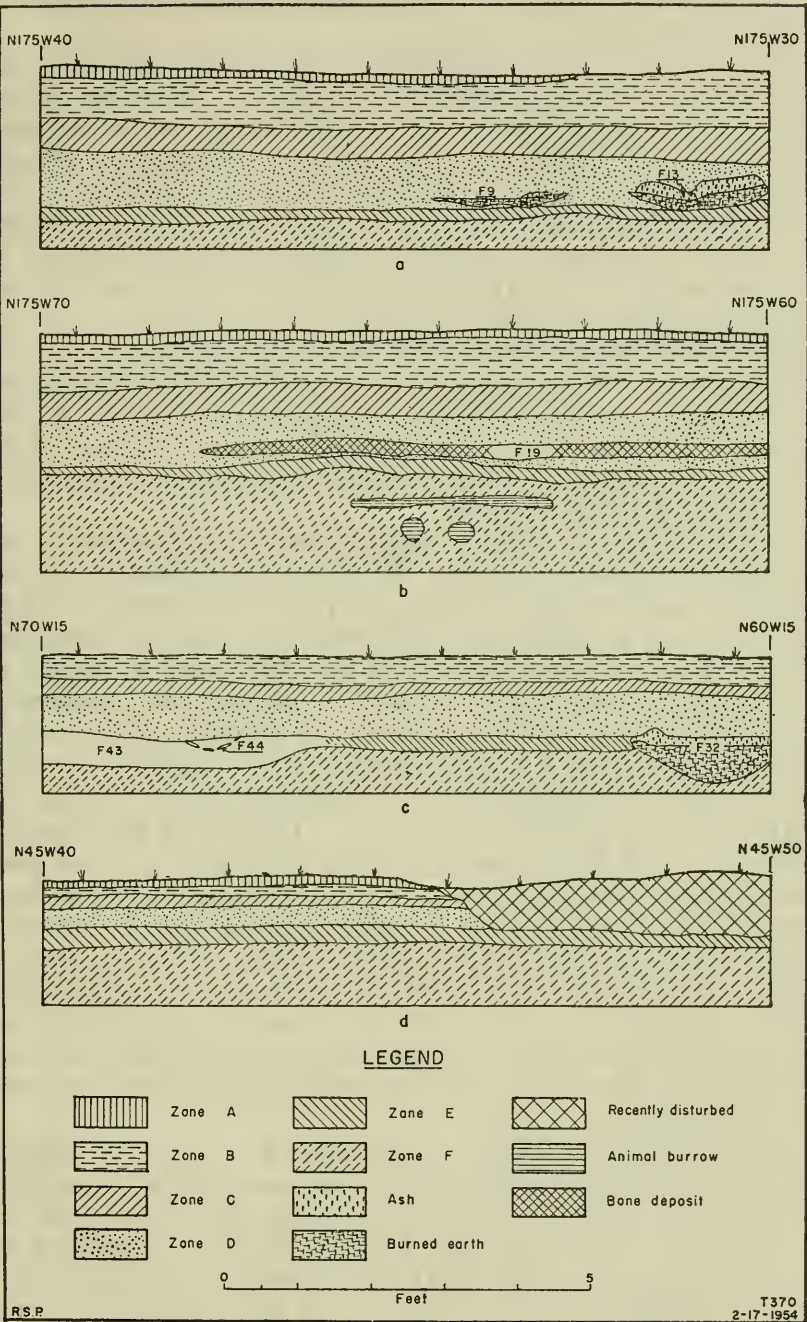 N175W40 N175W30
F9 F13
a
N175W70 N175W60
F19
b
N70W15 N60W15
F43 F44 F32
c
N45W40 N45W50
d
LEGEND
Zone A Zone E Recently disturbed
Zone B Zone F Animal burrow
Zone C Ash Bone deposit
Zone D Burned earth
0 5
Feet
R.S.P. T370
2-17-1954